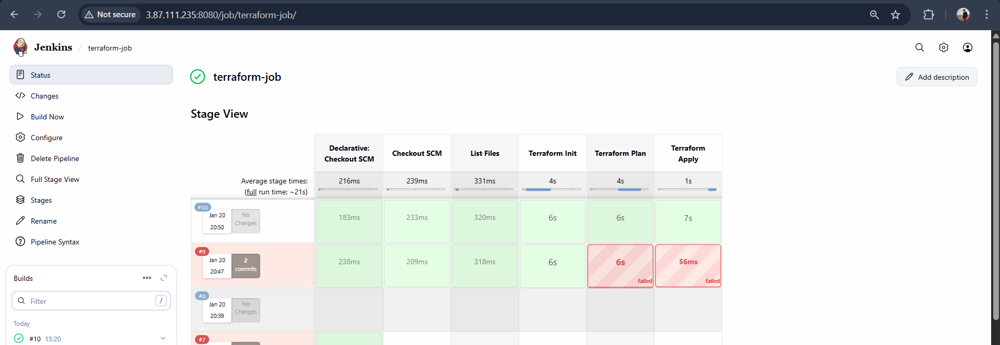 Not secure
3.87.111.235:8080/job/terraform-job/
Jenkins / terraform-job
Status
Changes
Build Now
Configure
Delete Pipeline
Full Stage View
Stages
Rename
Pipeline Syntax
Builds
Filter
/
Today
#10 15:20
terraform-job
Add description
Stage View
Declarative:
Checkout SCM
Checkout SCM
List Files
Terraform Init
Terraform Plan
Terraform
Apply
Average stage times:
(full run time: ~21s)
216ms
239ms
331ms
4s
4s
1s
#10
Jan 20
20:50
No
Changes
183ms
233ms
320ms
6s
6s
7s
#9
Jan 20
20:47
2
commits
238ms
209ms
318ms
6s
6s
failed
56ms
failed
#8
Jan 20
20:39
No
Changes
#7